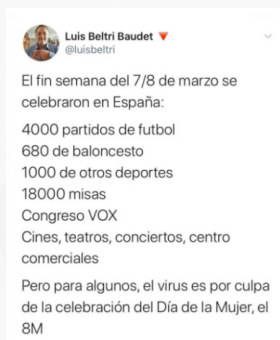 Luis Beltri Baudet
@luisbeltri
El fin semana del 7/8 de marzo se
celebraron en España:
4000 partidos de futbol
680 de baloncesto
1000 de otros deportes
18000 misas
Congreso VOX
Cines, teatros, conciertos, centro
comerciales
Pero para algunos, el virus es por culpa
de la celebración del Día de la Mujer, el
8M